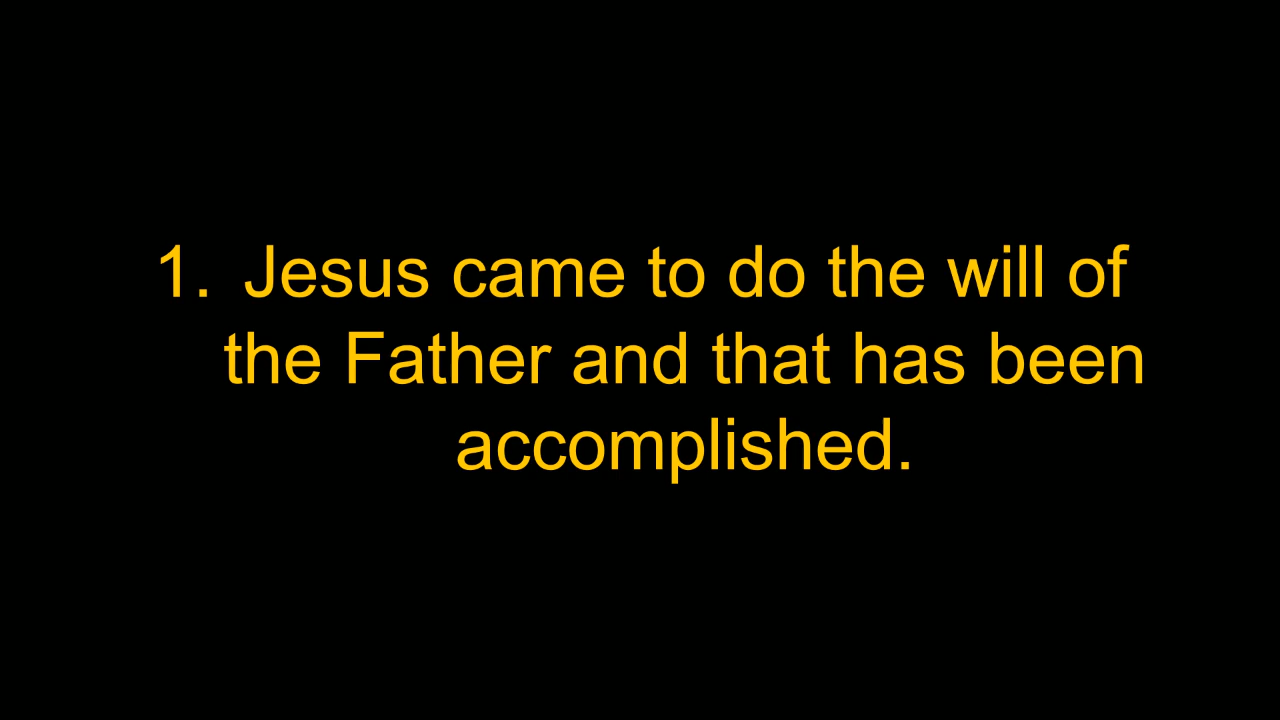 1. Jesus came to do the will of
the Father and that has been
accomplished.